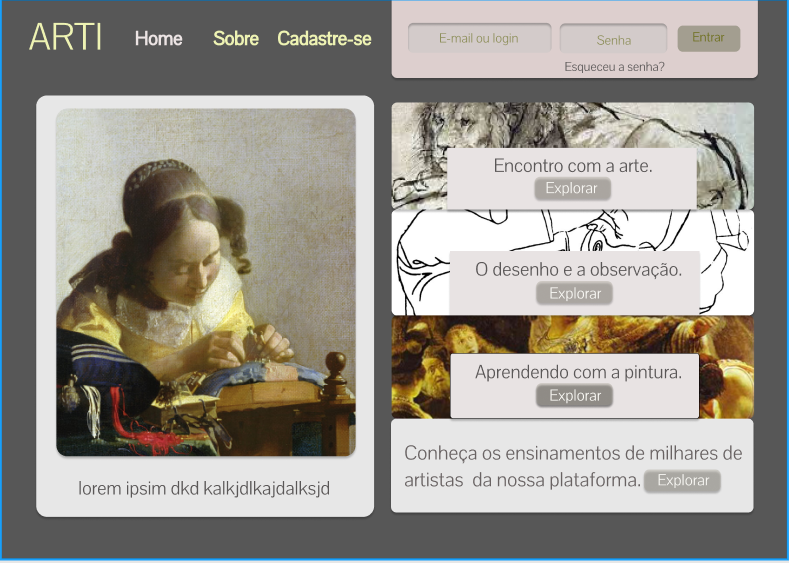 ARTI
Home
Sobre
Cadastre-se
E-mail ou login
Senha
Entrar
Esqueceu a senha?
lorem ipsim dkd kalkjdlkajdalksjd
Encontro com a arte.
Explorar
O desenho e a observação.
Explorar
Aprendendo com a pintura.
Explorar
Conheça os ensinamentos de milhares de
artistas da nossa plataforma.
Explorar